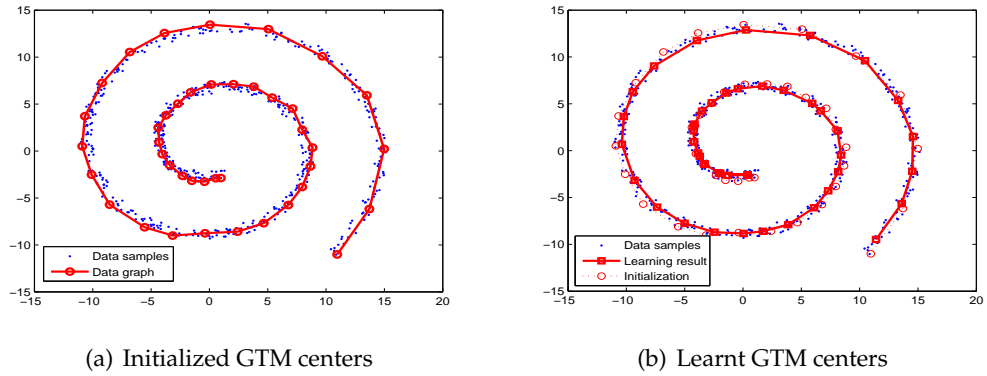 15
10
5
0
−5
−10
−15
−15 −10 −5 0 5 10 15 20
Data samples
Data graph
(a) Initialized GTM centers
15
10
5
0
−5
−10
−15
−15 −10 −5 0 5 10 15 20
Data samples
Learning result
Initialization
(b) Learnt GTM centers